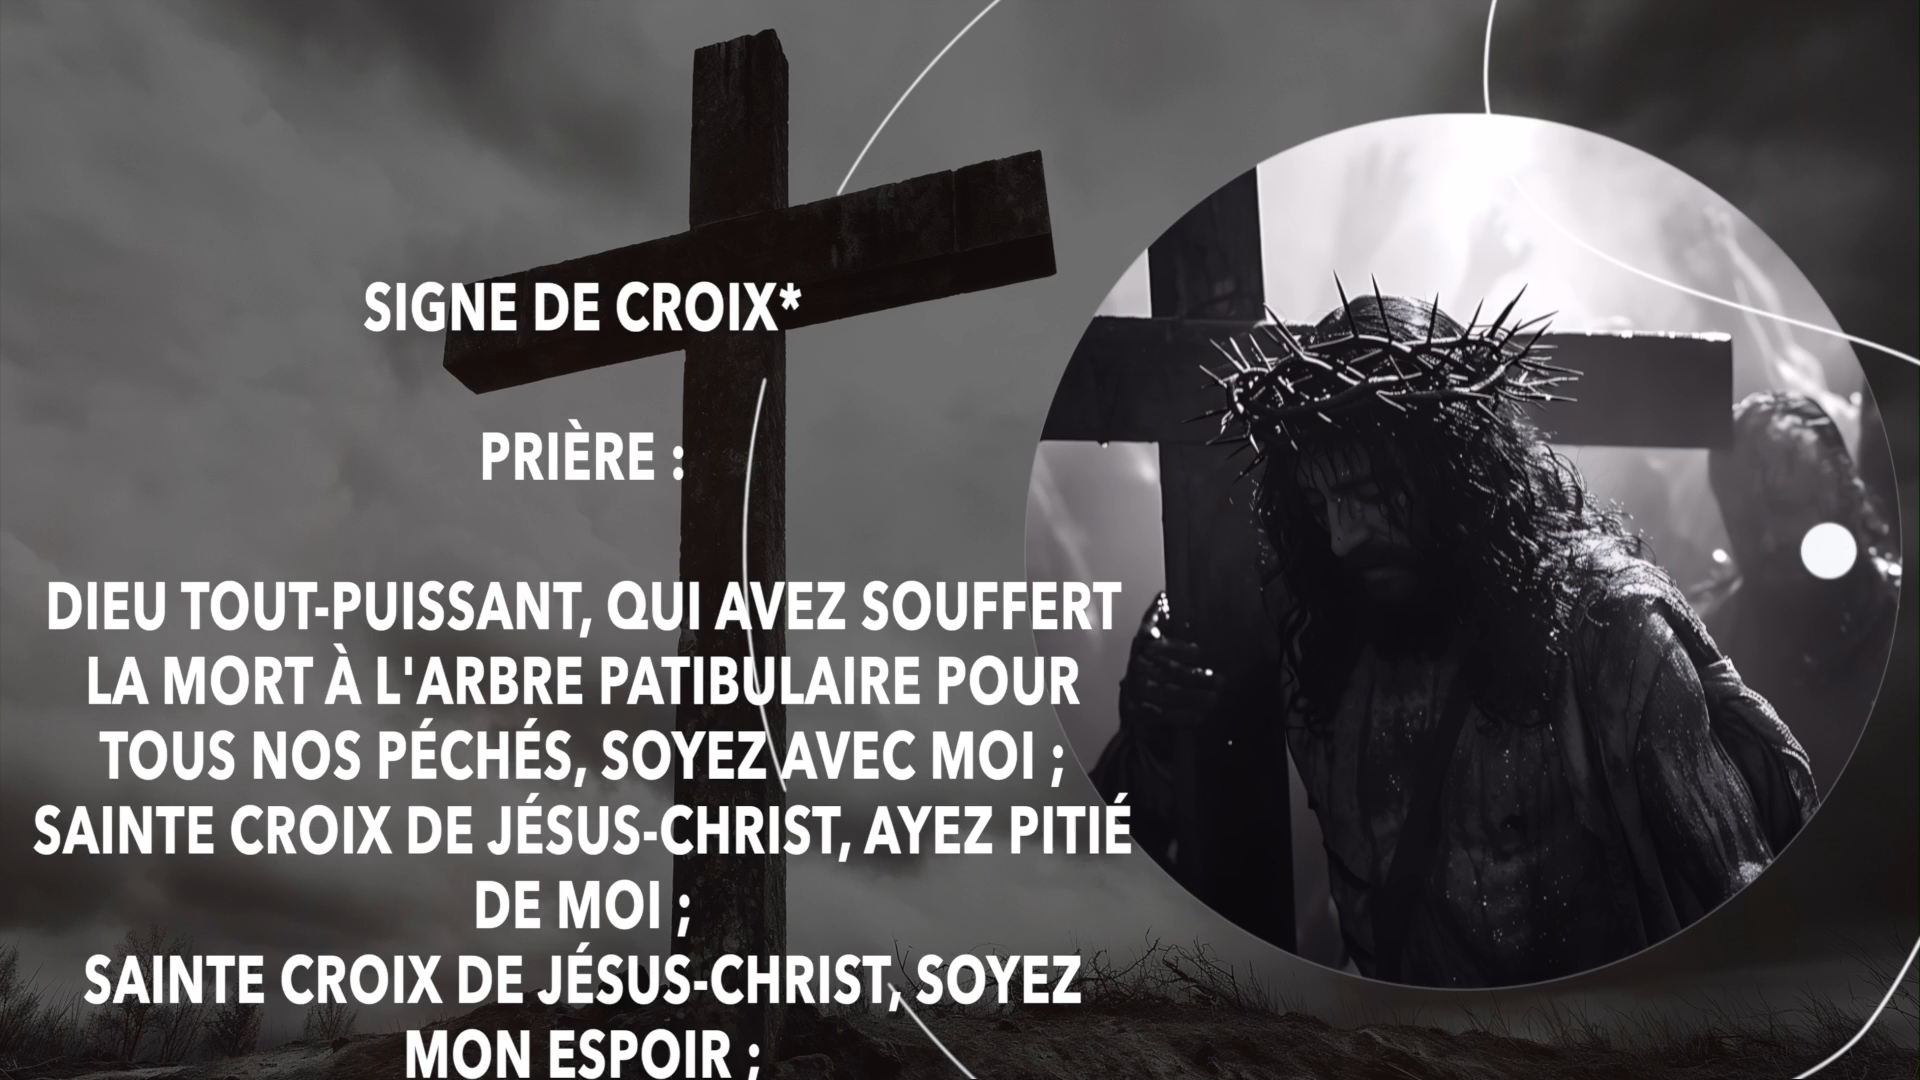 SIGNE DE CROIX*
PRIÈRE :
DIEU TOUT-PUISSANT, QUI AVEZ SOUFFERT
LA MORT À L'ARBRE PATIBULAIRE POUR
TOUS NOS PÉCHÉS, SOYEZ AVEC MOI ;
SAINTE CROIX DE JÉSUS-CHRIST, AYEZ PITIÉ
DE MOI ;
SAINTE CROIX DE JÉSUS-CHRIST, SOYEZ
MON ESPOIR ;